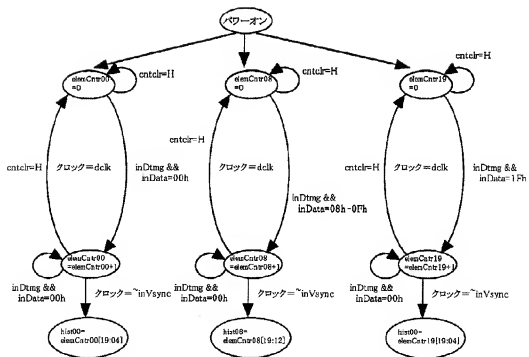 パワーオン
cntclr=H
elemCntr00
=0
cntclr=H
elemCntr08
=0
cntclr=H
elemCntr19
=0
cntclr=H
クロック=dclk
inDtmg &&
inData=00h
cntclr=H
クロック=dclk
inDtmg &&
inData=08h~0Fh
cntclr=H
クロック=dclk
inDtmg &&
inData=1Fh
inDtmg &&
inData=00h
elemCntr00
=elemCntr00+1
クロック=~inVsync
inDtmg &&
inData=00h
elemCntr08
=elemCntr08+1
クロック=~inVsync
inDtmg &&
inData=00h
elemCntr19
=elemCntr19+1
クロック=~inVsync
hist00=
elemCntr00[19:04]
hist08=
elemCntr08[19:12]
hist00=
elemCntr19[19:04]